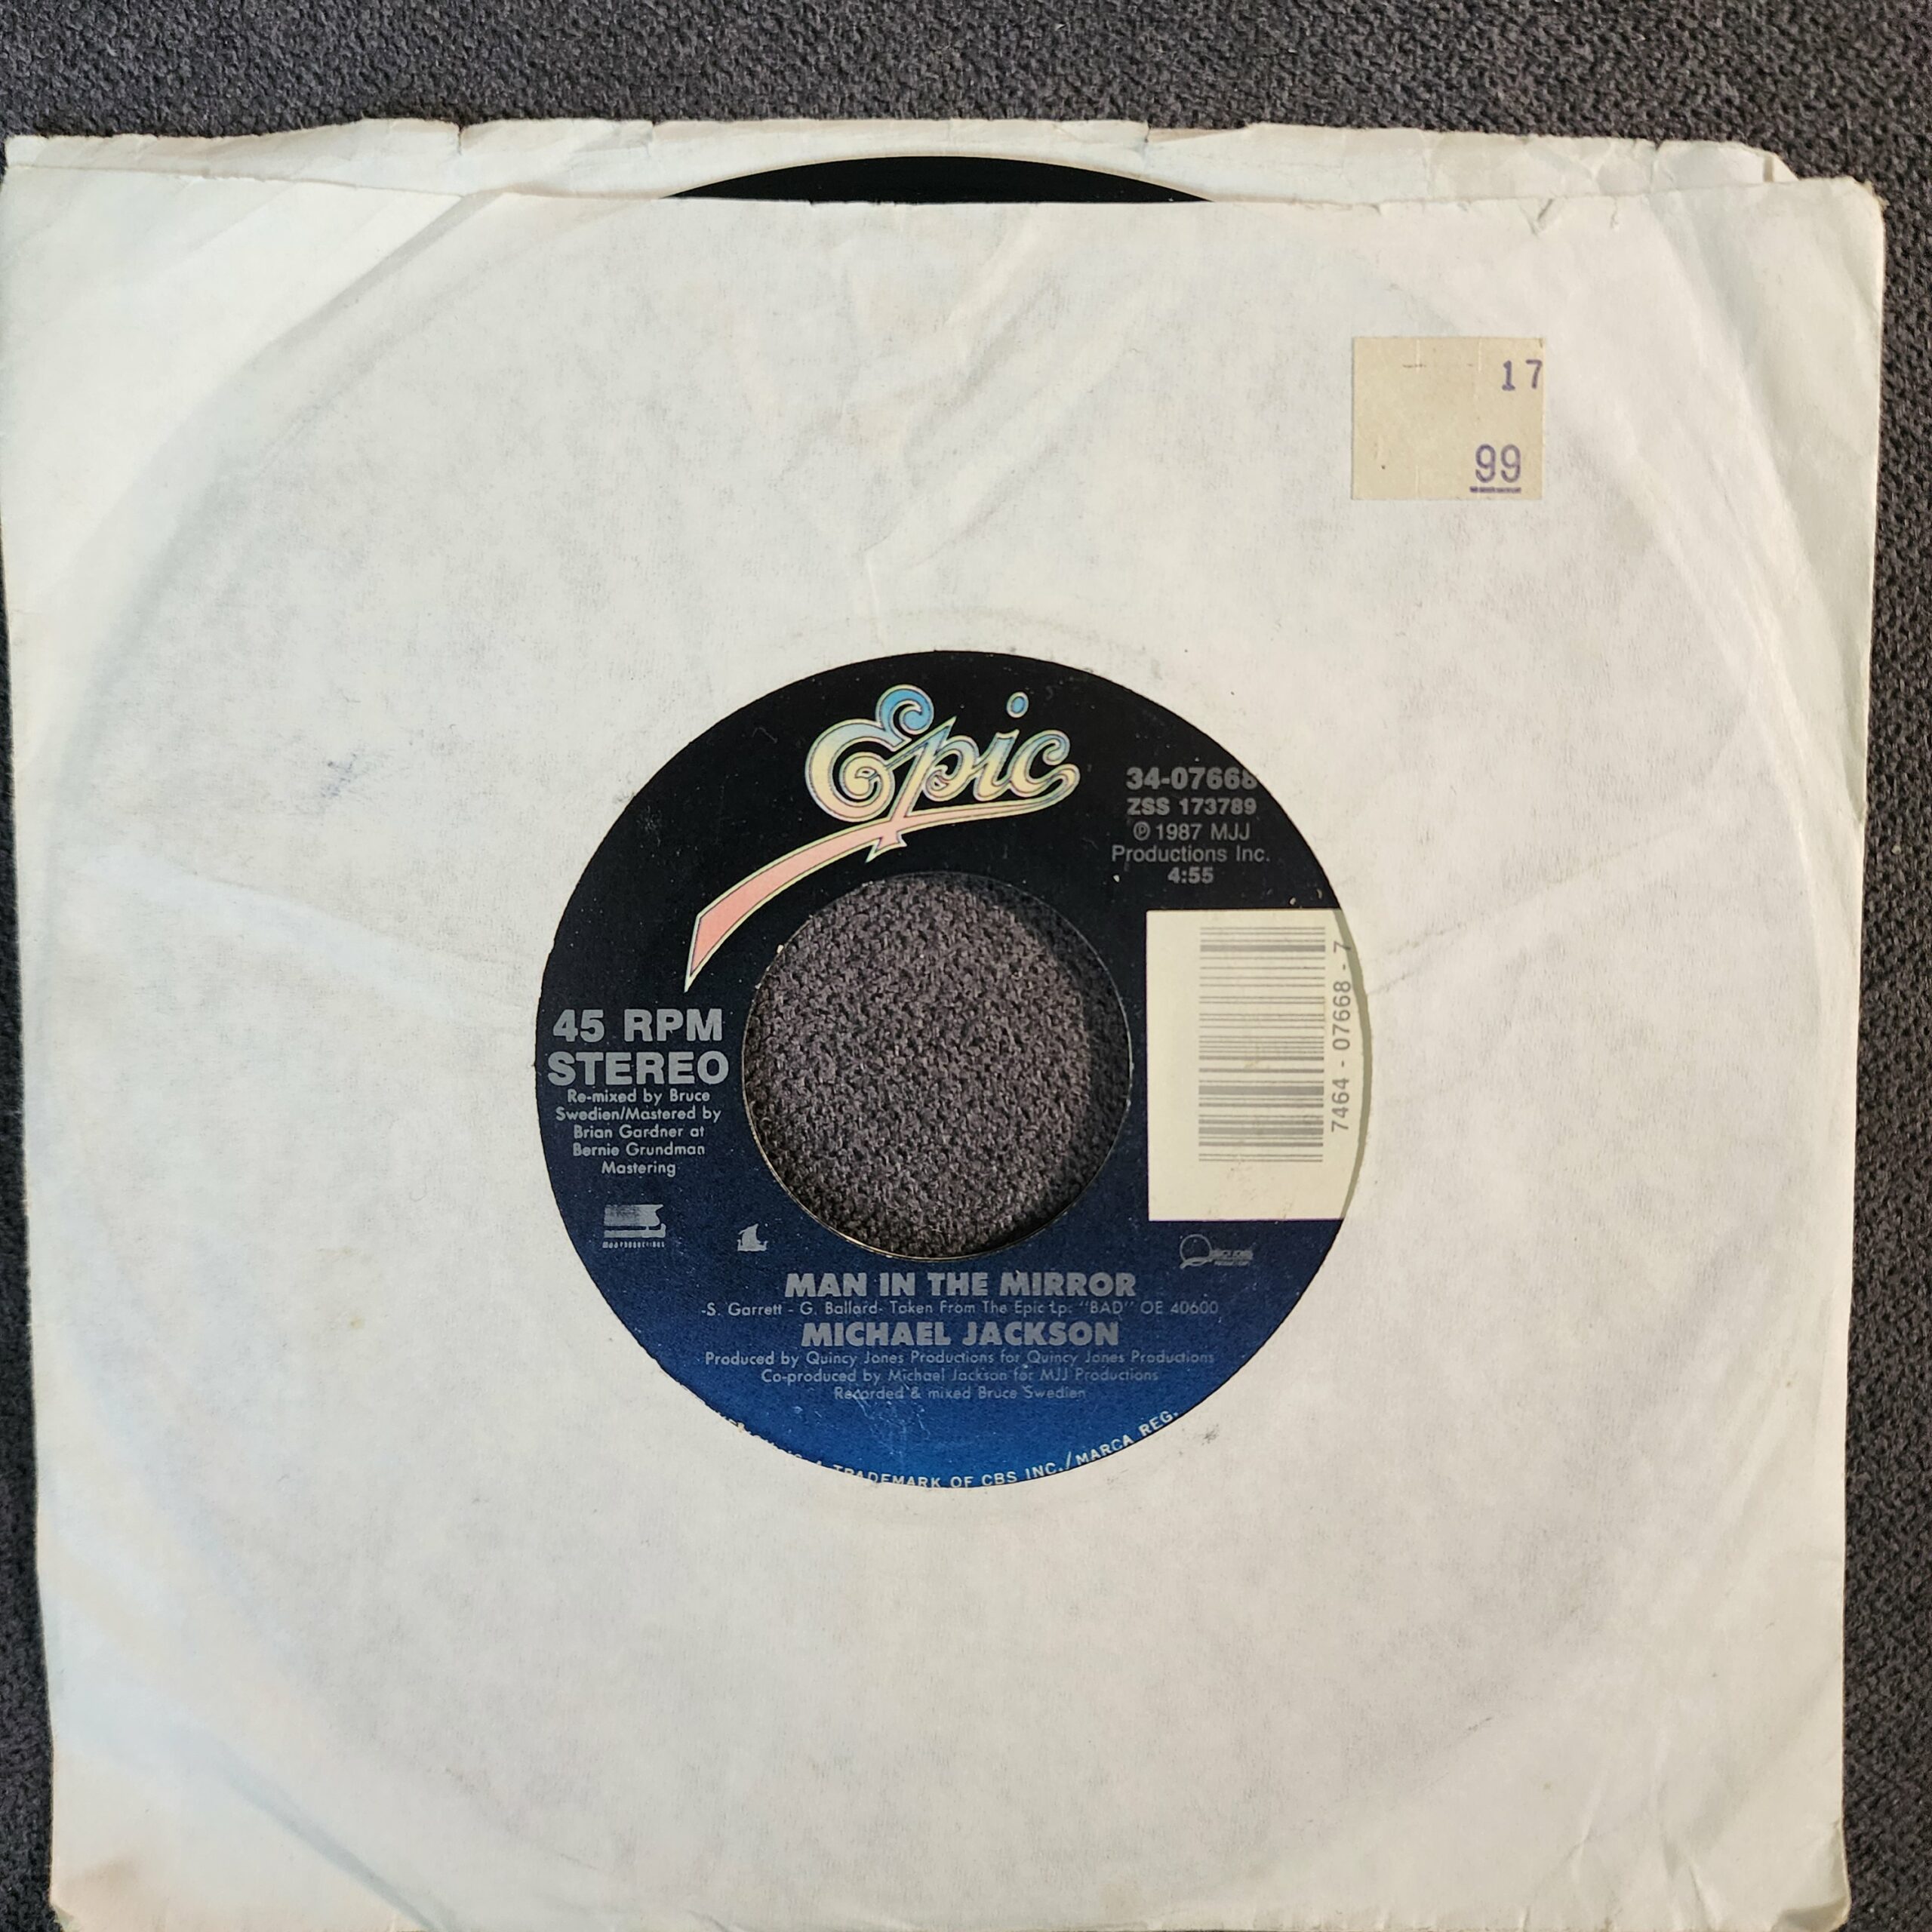 17
99
Epic
34-07668
ZSS 173789
℗ 1987 MJJ
Productions Inc.
4:55
7464-07668-7
45 RPM
STEREO
Re-mixed by Bruce
Swedien/Mastered by
Brian Gardner at
Bernie Grundman
Mastering
MJJ PRODUCTIONS
MAN IN THE MIRROR
-S. Garrett - G. Ballard- Taken From The Epic Lp: "BAD" OE 40600
MICHAEL JACKSON
Produced by Quincy Jones Productions for Quincy Jones Productions
Co-produced by Michael Jackson for MJJ Productions
Recorded & mixed Bruce Swedien
TRADEMARK OF CBS INC./MARCA REG.